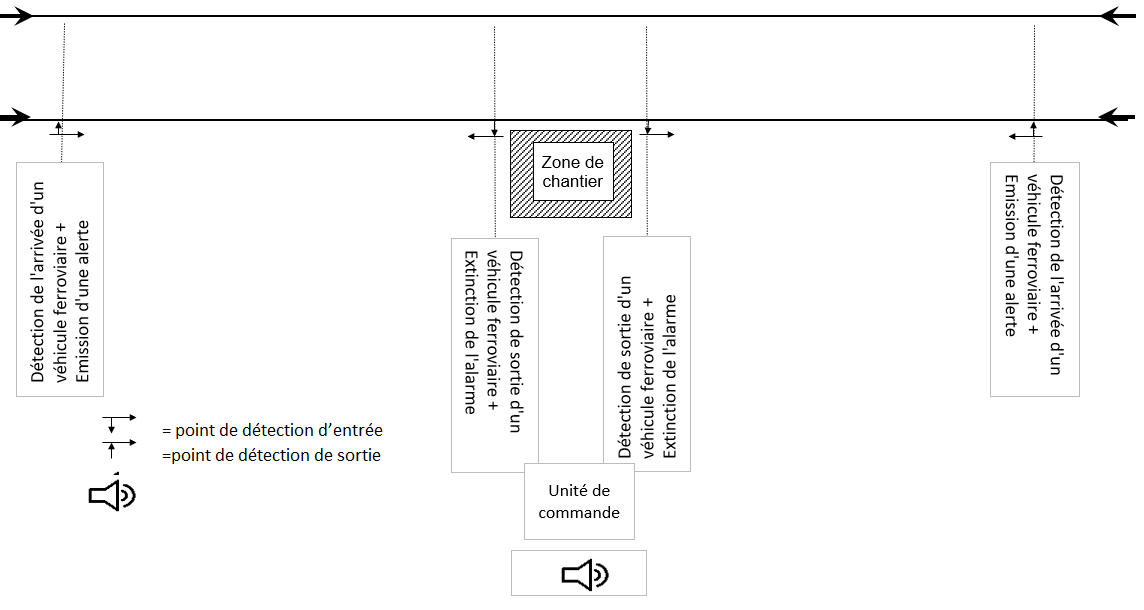 Zone de
chantier
Détection de l'arrivée d'un
véhicule ferroviaire +
Emission d'une alerte
Détection de sortie d'un
véhicule ferroviaire +
Extinction de l'alarme
Détection de sortie d'un
véhicule ferroviaire +
Extinction de l'alarme
Détection de l'arrivée d'un
véhicule ferroviaire +
Emission d'une alerte
= point de détection d’entrée
=point de détection de sortie
Unité de
commande